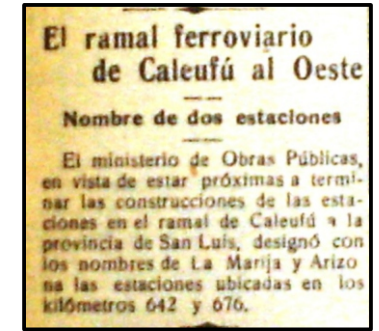 El ramal ferroviario
de Caleufú al Oeste
Nombre de dos estaciones
El ministerio de Obras Públicas,
en vista de estar próximas a termi-
nar las construcciones de las esta-
ciones en el ramal de Caleufú a la
provincia de San Luis, designó con
los nombres de La Maruja y Arizo
na las estaciones ubicadas en los
kilómetros 642 y 676.